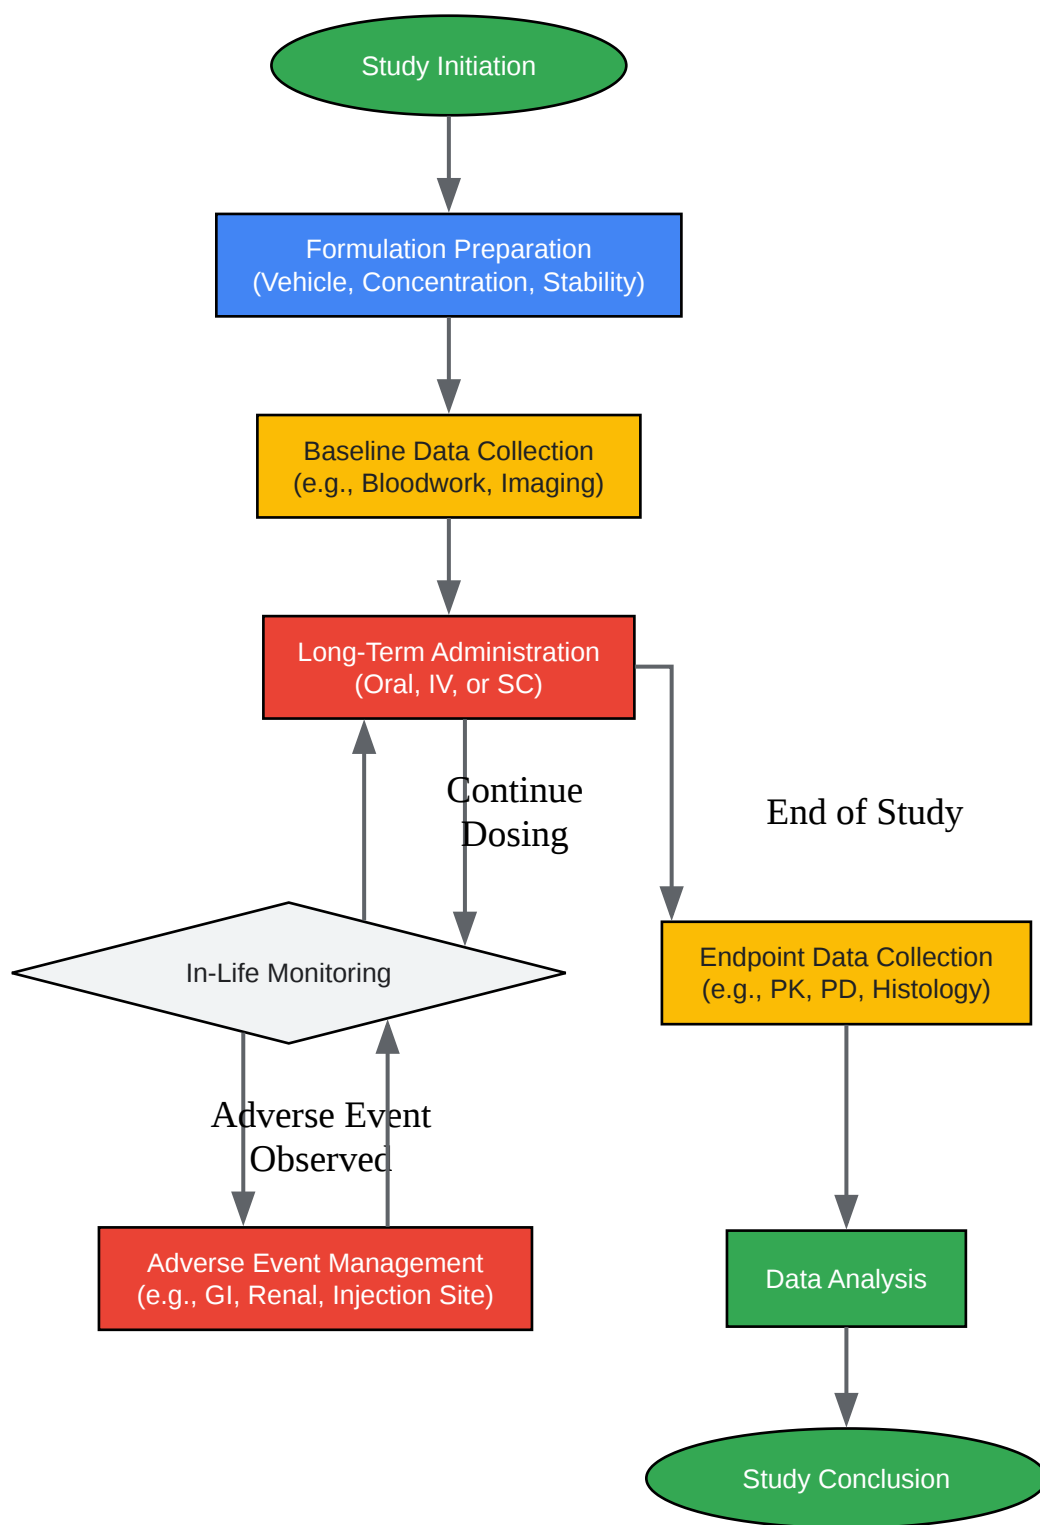 Study Initiation
Formulation Preparation
(Vehicle, Concentration, Stability)
Baseline Data Collection
(e.g., Bloodwork, Imaging)
Long-Term Administration
(Oral, IV, or SC)
Continue
Dosing
End of Study
In-Life Monitoring
Endpoint Data Collection
(e.g., PK, PD, Histology)
Adverse Event
Observed
Adverse Event Management
(e.g., GI, Renal, Injection Site)
Data Analysis
Study Conclusion